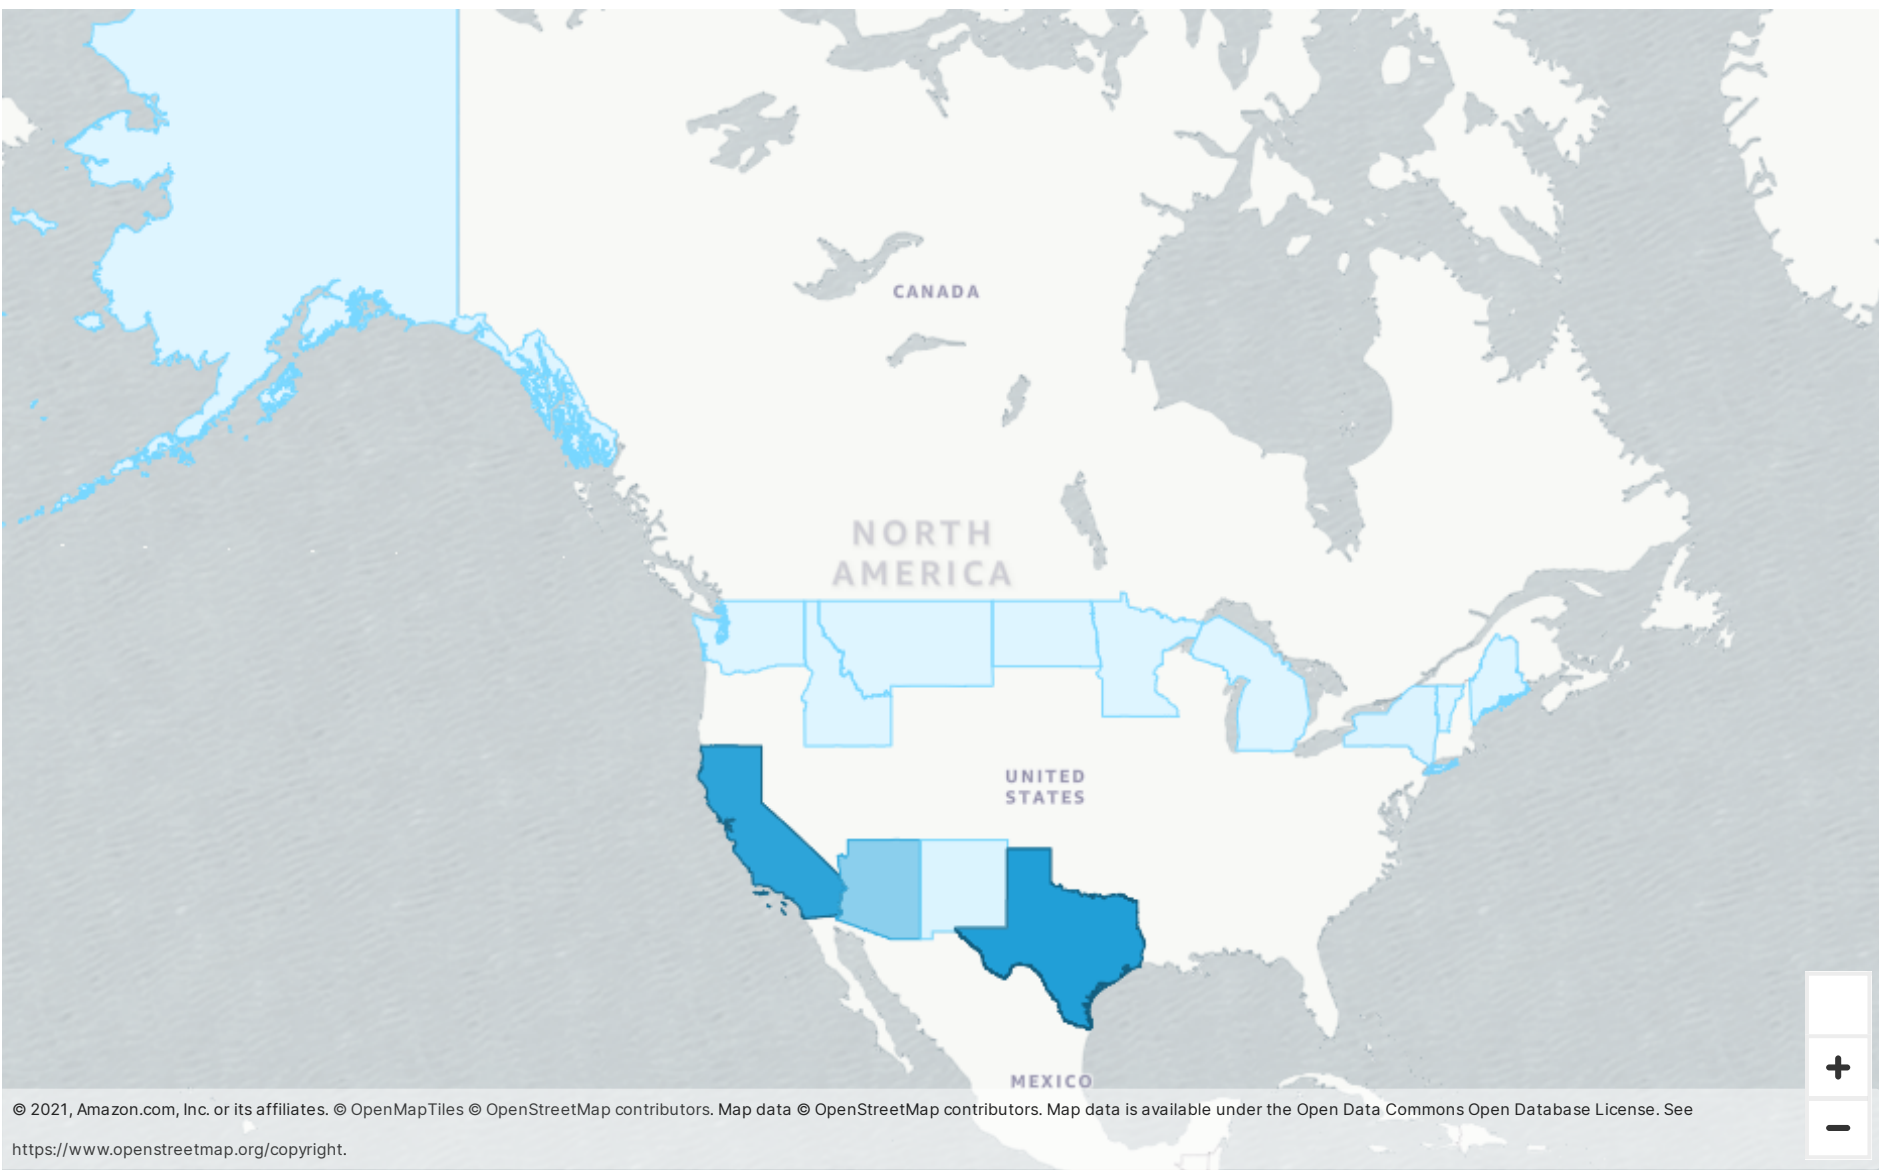 CANADA
NORTH
AMERICA
UNITED
STATES
MEXICO
© 2021, Amazon.com, Inc. or its affiliates. © OpenMapTiles © OpenStreetMap contributors. Map data © OpenStreetMap contributors. Map data is available under the Open Data Commons Open Database License. See
https://www.openstreetmap.org/copyright.